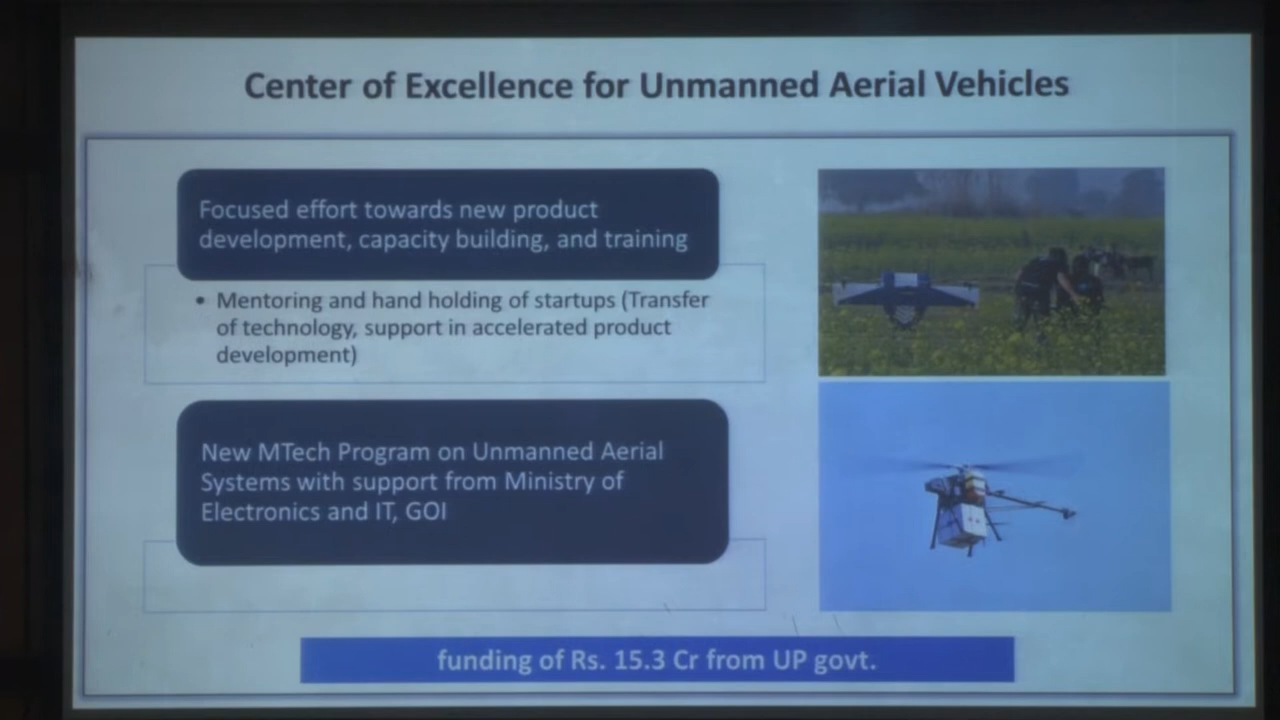 Center of Excellence for Unmanned Aerial Vehicles
Focused effort towards new product
development, capacity building, and training
• Mentoring and hand holding of startups (Transfer
of technology, support in accelerated product
development)
New MTech Program on Unmanned Aerial
Systems with support from Ministry of
Electronics and IT, GOI
funding of Rs. 15.3 Cr from UP govt.